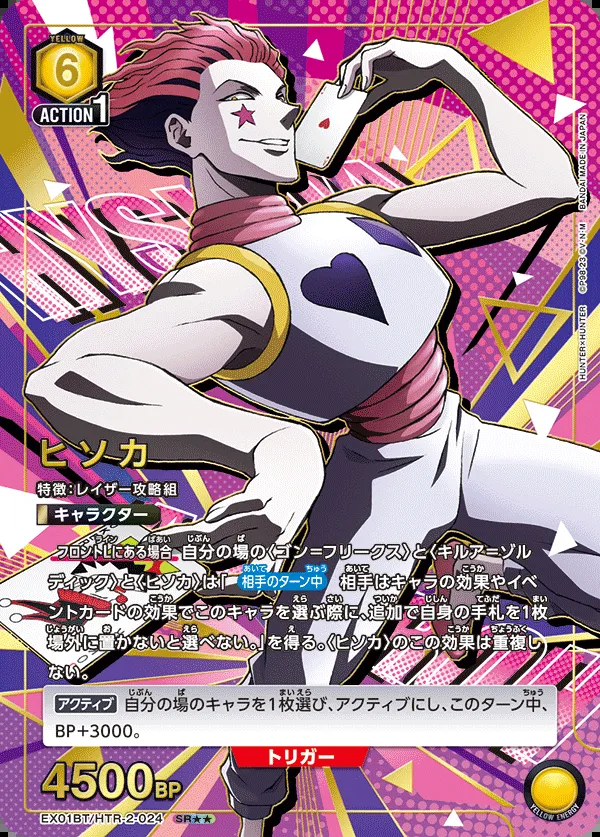 YELLOW
6
ACTION 1
HYSOKA
ヒソカ
特徴:レイザー攻略組
キャラクター
フロントLにある場合 自分の場の〈ゴン=フリークス〉と〈キルア=ゾル
ディック〉と〈ヒソカ〉は「相手のターン中 相手はキャラの効果やイベ
ントカードの効果でこのキャラを選ぶ際に、追加で自身の手札を1枚
場外に置かないと選べない。」を得る。〈ヒソカ〉のこの効果は重複し
ない。
アクティブ 自分の場のキャラを1枚選び、アクティブにし、このターン中、
BP+3000。
トリガー
4500BP
EX01BT/HTR-2-024 SR★★
YELLOW ENERGY
HUNTER×HUNTER ©P98-23 ©V・N・M BANDAI MADE IN JAPAN